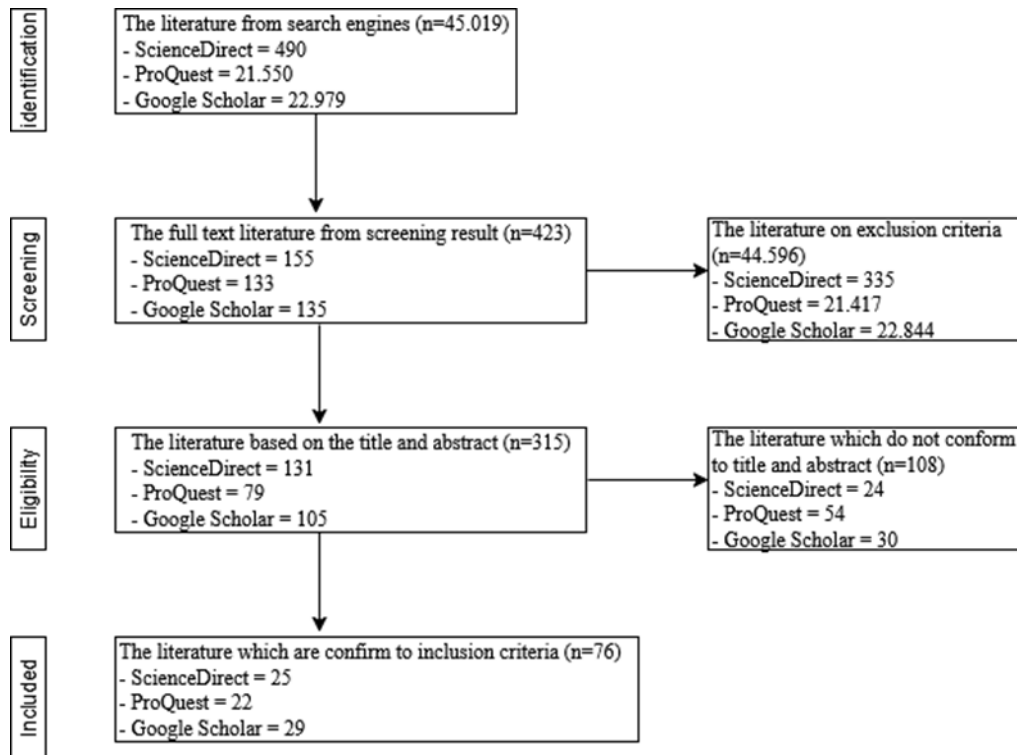 identification
The literature from search engines (n=45.019)
- ScienceDirect = 490
- ProQuest = 21.550
- Google Scholar = 22.979
Screening
The full text literature from screening result (n=423)
- ScienceDirect = 155
- ProQuest = 133
- Google Scholar = 135
The literature on exclusion criteria
(n=44.596)
- ScienceDirect = 335
- ProQuest = 21.417
- Google Scholar = 22.844
Eligibility
The literature based on the title and abstract (n=315)
- ScienceDirect = 131
- ProQuest = 79
- Google Scholar = 105
The literature which do not conform
to title and abstract (n=108)
- ScienceDirect = 24
- ProQuest = 54
- Google Scholar = 30
Included
The literature which are confirm to inclusion criteria (n=76)
- ScienceDirect = 25
- ProQuest = 22
- Google Scholar = 29